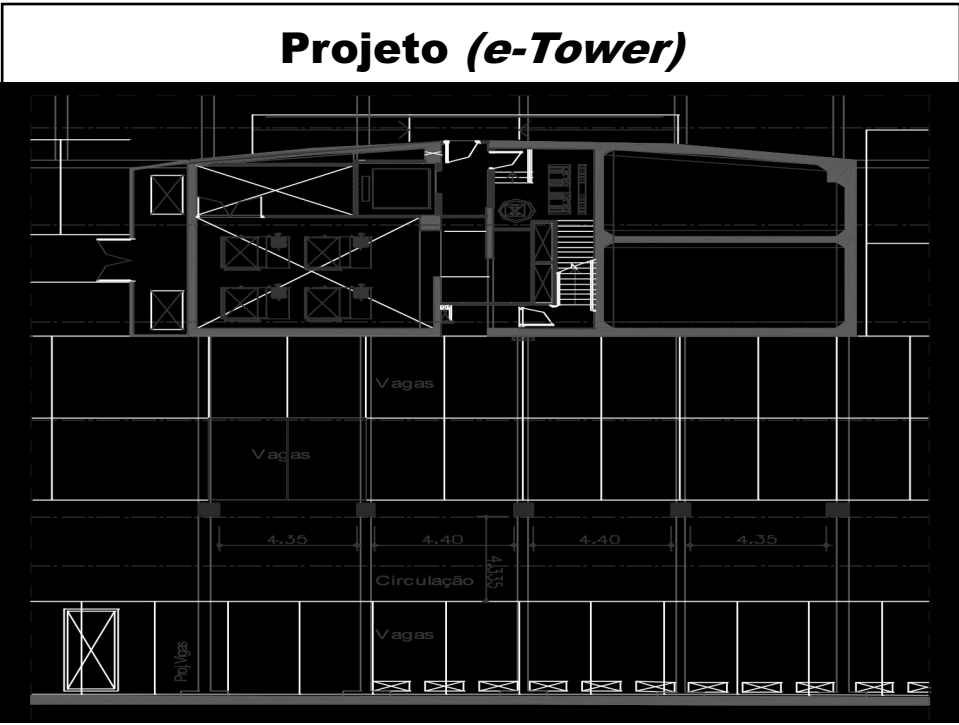 Projeto (e-Tower)
Vagas
Vagas
4.35 4.40 4.40 4.35
4.335
Circulação
Vagas
Proj.Vigas